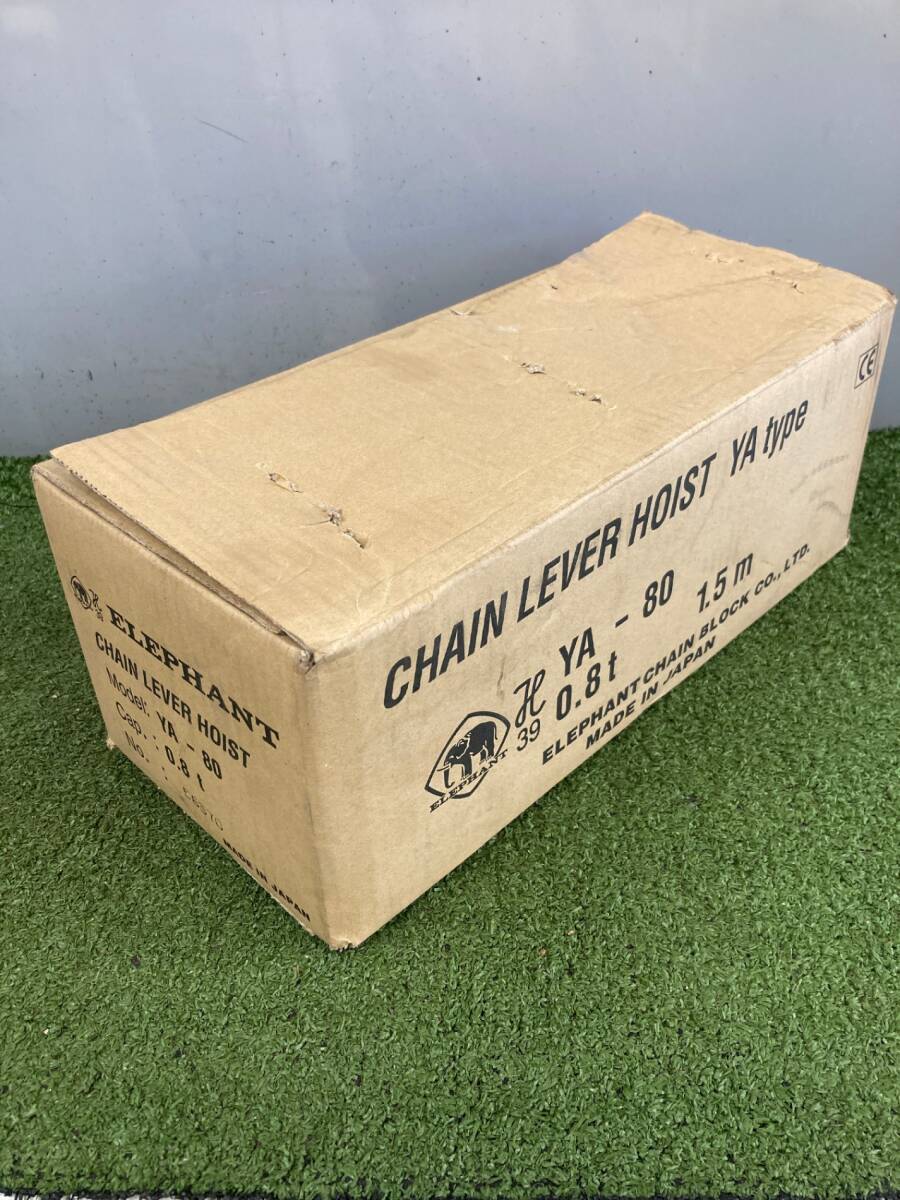 ELEPHANT
CHAIN LEVER HOIST
Model: YA - 80
Cap. : 0.8 t
No. :
MADE IN JAPAN
CHAIN LEVER HOIST YA type
YA - 80 1.5 m
0.8 t
39
ELEPHANT
ELEPHANT CHAIN BLOCK CO., LTD.
MADE IN JAPAN
CE